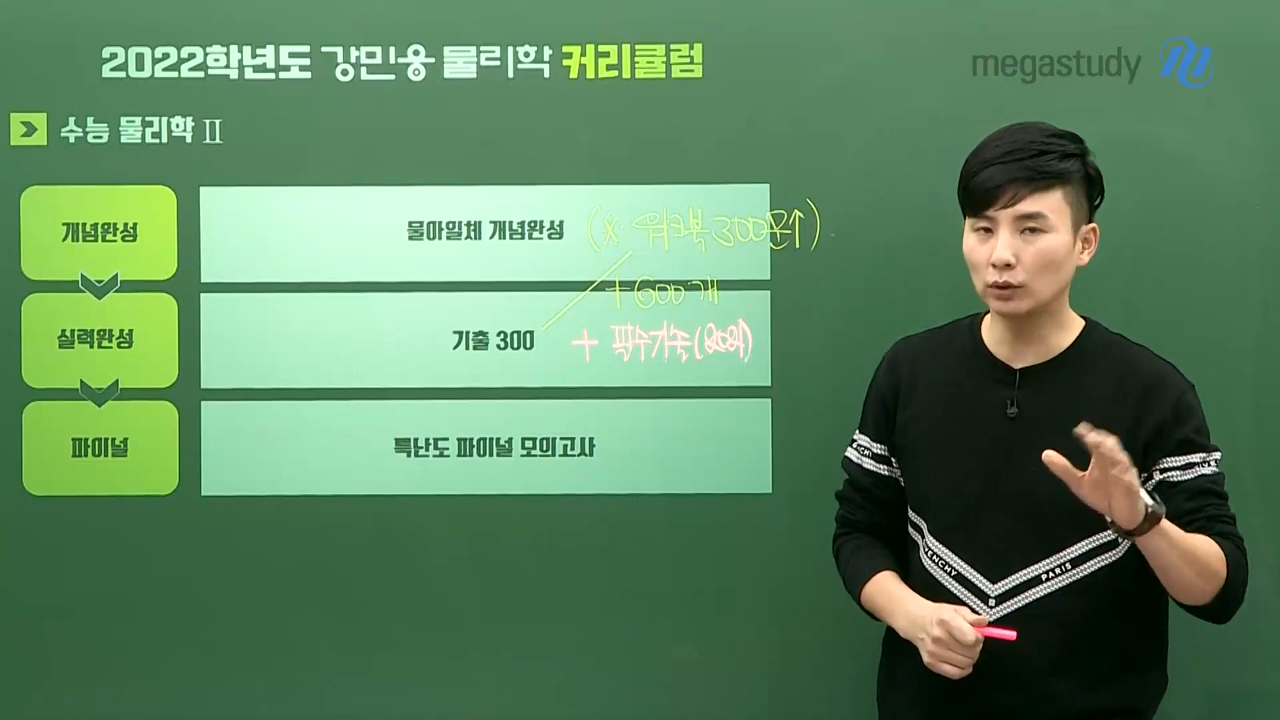 2022학년도 강민웅 물리학 커리큘럼
megastudy
수능 물리학 Ⅱ
개념완성
물아일체 개념완성 (※ 워크북 300문↑)
+600개
실력완성
기출 300 + 필수기출
파이널
특난도 파이널 모의고사
GIVENCHY
PARIS